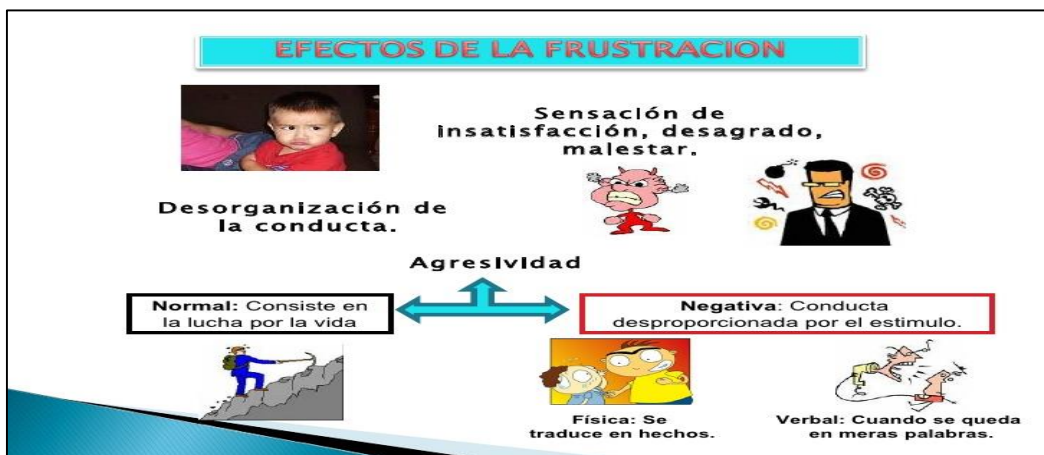 EFECTOS DE LA FRUSTRACION
Sensación de
insatisfacción, desagrado,
malestar.
Desorganización de
la conducta.
Agresividad
Normal: Consiste en
la lucha por la vida
Negativa: Conducta
desproporcionada por el estimulo.
Física: Se
traduce en hechos.
Verbal: Cuando se queda
en meras palabras.